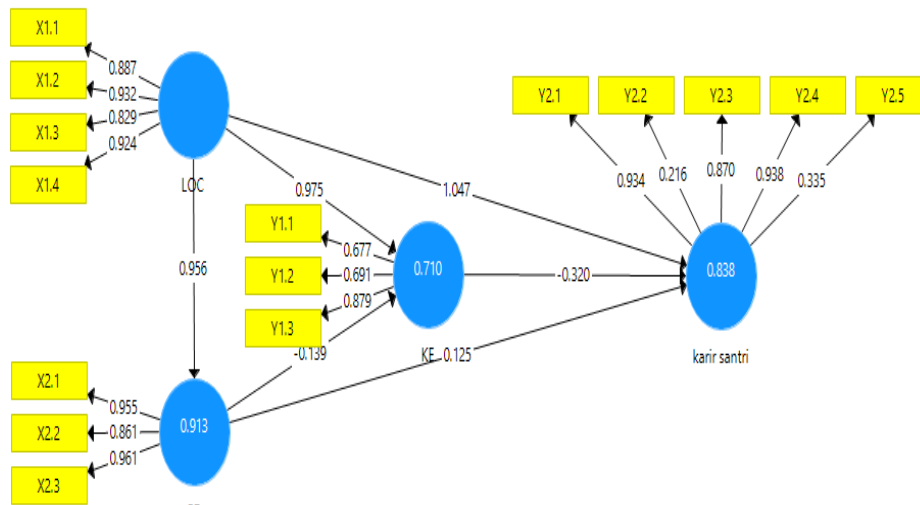 X1.1
0.887
X1.2
0.932
X1.3
0.829
X1.4
0.924
LOC
Y2.1
Y2.2
Y2.3
Y2.4
Y2.5
0.934
0.216
0.870
0.938
0.335
0.975
1.047
0.956
Y1.1
0.677
Y1.2
0.691
Y1.3
0.879
0.710
KE
-0.320
0.838
karir santri
-0.139
0.125
X2.1
0.955
X2.2
0.861
X2.3
0.961
0.913